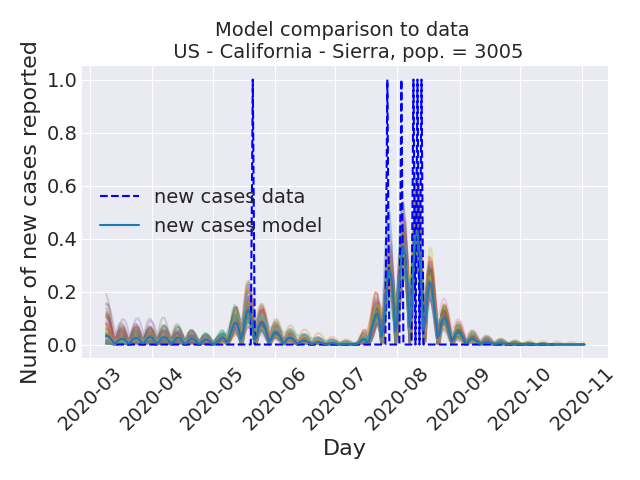 Model comparison to data
US - California - Sierra, pop. = 3005
Number of new cases reported
1.0
0.8
0.6
0.4
0.2
0.0
new cases data
new cases model
2020-03
2020-04
2020-05
2020-06
2020-07
2020-08
2020-09
2020-10
2020-11
Day